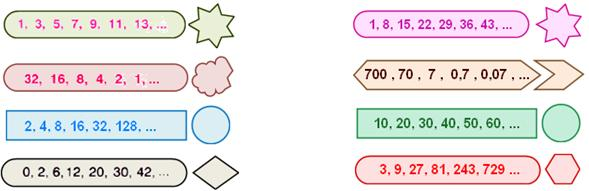 1, 3, 5, 7, 9, 11, 13, ...
32, 16, 8, 4, 2, 1, ...
2, 4, 8, 16, 32, 128, ...
0, 2, 6, 12, 20, 30, 42, ...
1, 8, 15, 22, 29, 36, 43, ...
700 , 70 , 7 , 0,7 , 0,07 , ...
10, 20, 30, 40, 50, 60, ...
3, 9, 27, 81, 243, 729 ...